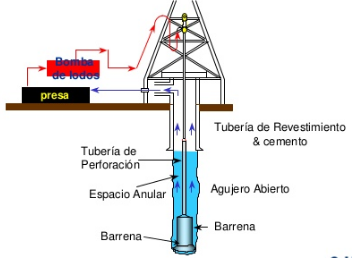 Bomba
de lodos
presa
Tubería de Revestimiento
& cemento
Tubería de
Perforación
Espacio Anular
Agujero Abierto
Barrena
Barrena